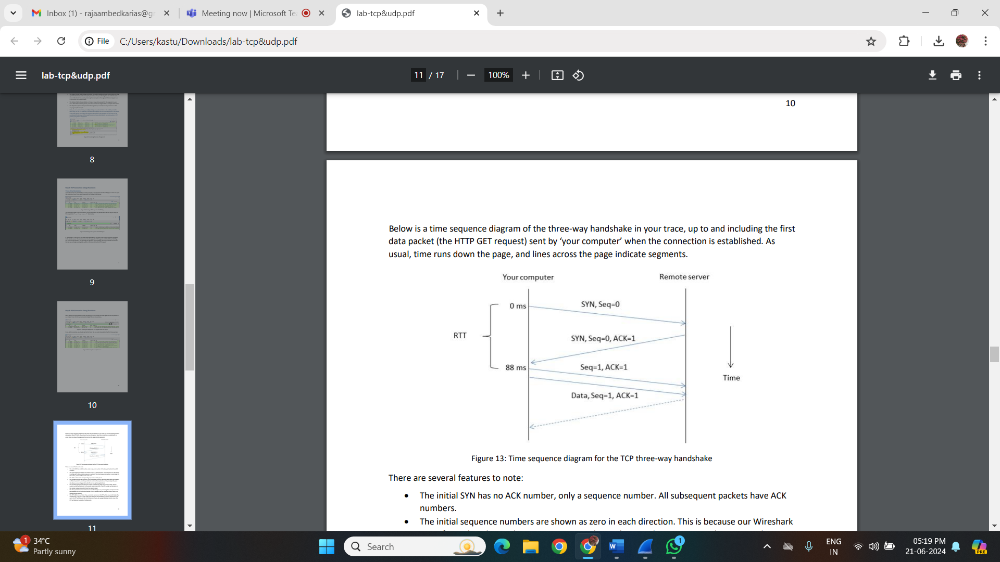 Inbox (1) - rajaambedkarias@g
Meeting now | Microsoft Te
lab-tcp&udp.pdf
File
C:/Users/kastu/Downloads/lab-tcp&udp.pdf
lab-tcp&udp.pdf
11 / 17
100%
8
9
10
11
10
Below is a time sequence diagram of the three-way handshake in your trace, up to and including the first
data packet (the HTTP GET request) sent by ‘your computer’ when the connection is established. As
usual, time runs down the page, and lines across the page indicate segments.
Your computer
Remote server
0 ms
SYN, Seq=0
RTT
SYN, Seq=0, ACK=1
88 ms
Seq=1, ACK=1
Time
Data, Seq=1, ACK=1
Figure 13: Time sequence diagram for the TCP three-way handshake
There are several features to note:
• The initial SYN has no ACK number, only a sequence number. All subsequent packets have ACK
numbers.
• The initial sequence numbers are shown as zero in each direction. This is because our Wireshark
1
34°C
Partly sunny
Search
1
ENG
IN
05:19 PM
21-06-2024
PRE